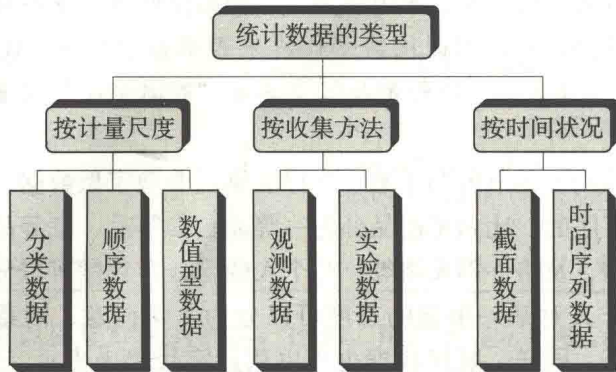 统计数据的类型
按计量尺度
按收集方法
按时间状况
分类数据
顺序数据
数值型数据
观测数据
实验数据
截面数据
时间序列数据